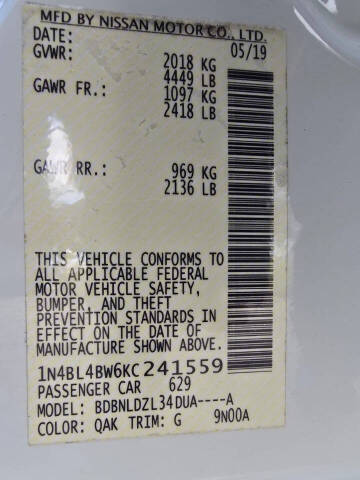 MFD BY NISSAN MOTOR CO., LTD.
DATE: 05/19
GVWR: 2018 KG
4449 LB
GAWR FR.: 1097 KG
2418 LB
GAWR RR.: 969 KG
2136 LB
THIS VEHICLE CONFORMS TO
ALL APPLICABLE FEDERAL
MOTOR VEHICLE SAFETY,
BUMPER, AND THEFT
PREVENTION STANDARDS IN
EFFECT ON THE DATE OF
MANUFACTURE SHOWN ABOVE.
1N4BL4BW6KC241559
PASSENGER CAR 629
MODEL: BDBNLDZL34DUA----A
COLOR: QAK TRIM: G 9N00A